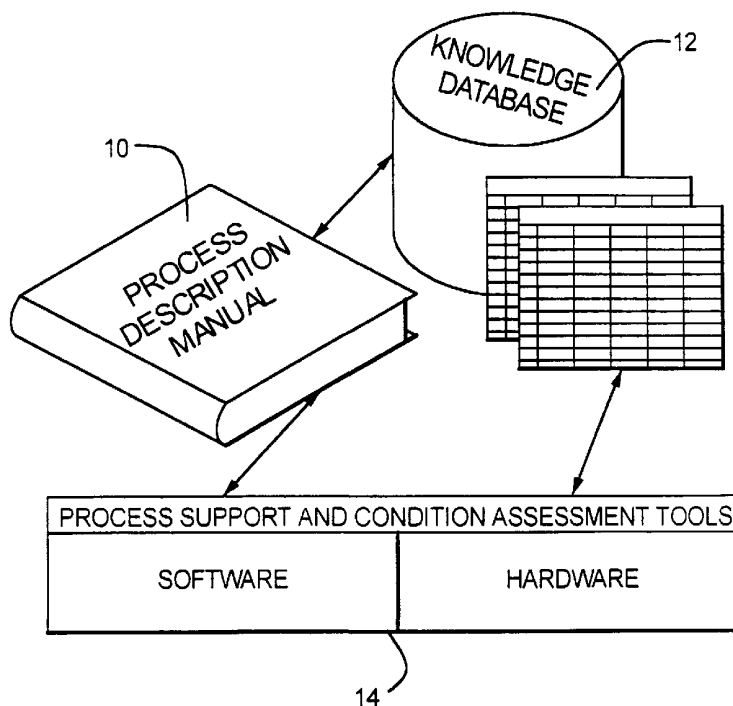 KNOWLEDGE
DATABASE
12
10
PROCESS
DESCRIPTION
MANUAL
PROCESS SUPPORT AND CONDITION ASSESSMENT TOOLS
SOFTWARE
HARDWARE
14